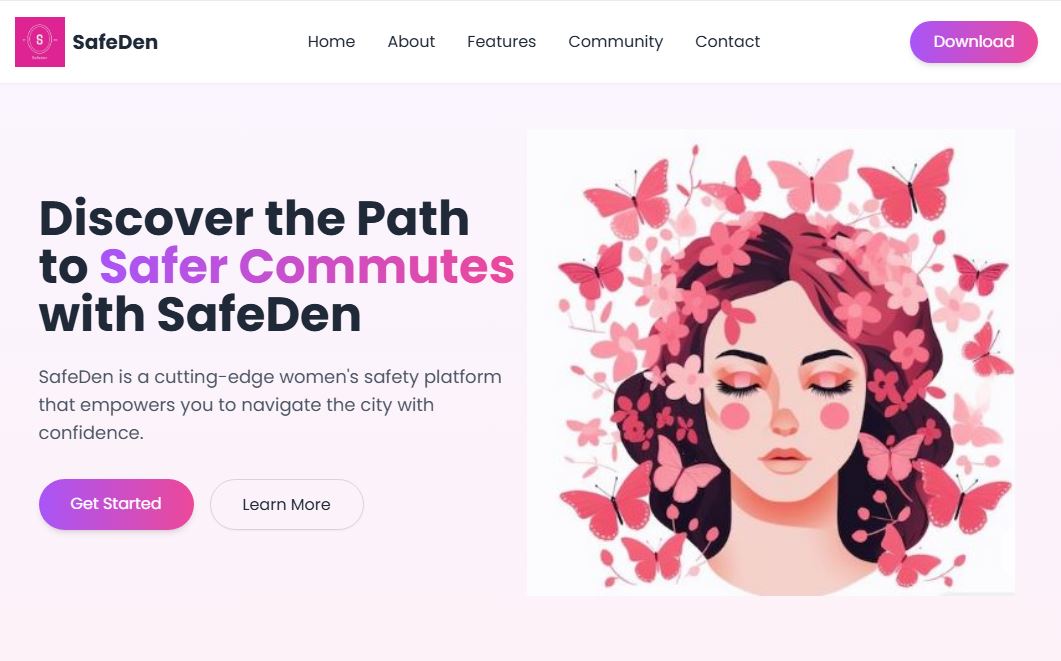 S
SafeDen
Home
About
Features
Community
Contact
Download
Discover the Path
to Safer Commutes
with SafeDen
SafeDen is a cutting-edge women's safety platform
that empowers you to navigate the city with
confidence.
Get Started
Learn More